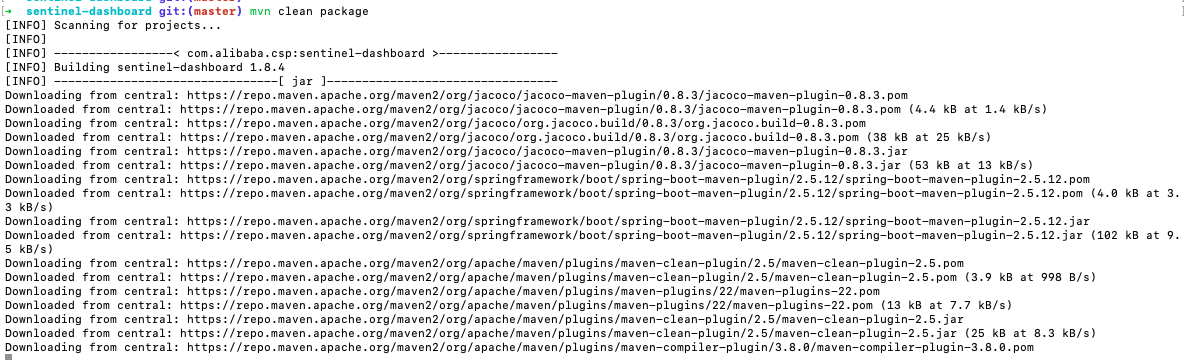 [→  sentinel-dashboard git:(master) mvn clean package
[INFO] Scanning for projects...
[INFO]
[INFO] -----------------< com.alibaba.csp:sentinel-dashboard >-----------------
[INFO] Building sentinel-dashboard 1.8.4
[INFO] --------------------------------[ jar ]---------------------------------
Downloading from central: https://repo.maven.apache.org/maven2/org/jacoco/jacoco-maven-plugin/0.8.3/jacoco-maven-plugin-0.8.3.pom
Downloaded from central: https://repo.maven.apache.org/maven2/org/jacoco/jacoco-maven-plugin/0.8.3/jacoco-maven-plugin-0.8.3.pom (4.4 kB at 1.4 kB/s)
Downloading from central: https://repo.maven.apache.org/maven2/org/jacoco/org.jacoco.build/0.8.3/org.jacoco.build-0.8.3.pom
Downloaded from central: https://repo.maven.apache.org/maven2/org/jacoco/org.jacoco.build/0.8.3/org.jacoco.build-0.8.3.pom (38 kB at 25 kB/s)
Downloading from central: https://repo.maven.apache.org/maven2/org/jacoco/jacoco-maven-plugin/0.8.3/jacoco-maven-plugin-0.8.3.jar
Downloaded from central: https://repo.maven.apache.org/maven2/org/jacoco/jacoco-maven-plugin/0.8.3/jacoco-maven-plugin-0.8.3.jar (53 kB at 13 kB/s)
Downloading from central: https://repo.maven.apache.org/maven2/org/springframework/boot/spring-boot-maven-plugin/2.5.12/spring-boot-maven-plugin-2.5.12.pom
Downloaded from central: https://repo.maven.apache.org/maven2/org/springframework/boot/spring-boot-maven-plugin/2.5.12/spring-boot-maven-plugin-2.5.12.pom (4.0 kB at 3.
3 kB/s)
Downloading from central: https://repo.maven.apache.org/maven2/org/springframework/boot/spring-boot-maven-plugin/2.5.12/spring-boot-maven-plugin-2.5.12.jar
Downloaded from central: https://repo.maven.apache.org/maven2/org/springframework/boot/spring-boot-maven-plugin/2.5.12/spring-boot-maven-plugin-2.5.12.jar (102 kB at 9.
5 kB/s)
Downloading from central: https://repo.maven.apache.org/maven2/org/apache/maven/plugins/maven-clean-plugin/2.5/maven-clean-plugin-2.5.pom
Downloaded from central: https://repo.maven.apache.org/maven2/org/apache/maven/plugins/maven-clean-plugin/2.5/maven-clean-plugin-2.5.pom (3.9 kB at 998 B/s)
Downloading from central: https://repo.maven.apache.org/maven2/org/apache/maven/plugins/maven-plugins/22/maven-plugins-22.pom
Downloaded from central: https://repo.maven.apache.org/maven2/org/apache/maven/plugins/maven-plugins/22/maven-plugins-22.pom (13 kB at 7.7 kB/s)
Downloading from central: https://repo.maven.apache.org/maven2/org/apache/maven/plugins/maven-clean-plugin/2.5/maven-clean-plugin-2.5.jar
Downloaded from central: https://repo.maven.apache.org/maven2/org/apache/maven/plugins/maven-clean-plugin/2.5/maven-clean-plugin-2.5.jar (25 kB at 8.3 kB/s)
Downloading from central: https://repo.maven.apache.org/maven2/org/apache/maven/plugins/maven-compiler-plugin/3.8.0/maven-compiler-plugin-3.8.0.pom